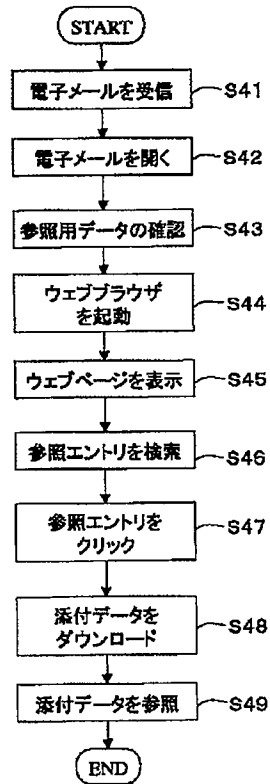 START
電子メールを受信
S41
電子メールを開く
S42
参照用データの確認
S43
ウェブブラウザ
を起動
S44
ウェブページを表示
S45
参照エントリを検索
S46
参照エントリを
クリック
S47
添付データを
ダウンロード
S48
添付データを参照
S49
END